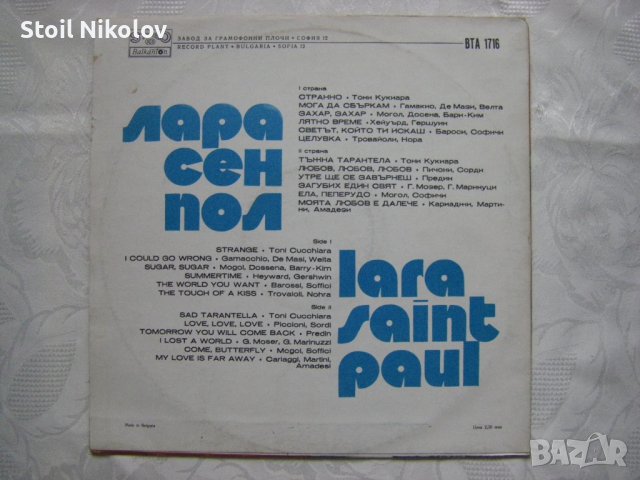 Stoil Nikolov
Balkanton
ЗАВОД ЗА ГРАМОФОННИ ПЛОЧИ • СОФИЯ 12
RECORD PLANT • BULGARIA • SOFIA 12
ВТА 1716
I страна
СТРАННО • Тони Кукиара
МОГА ДА СБЪРКАМ • Гамакио, Де Мази, Велта
ЗАХАР, ЗАХАР • Могол, Досена, Бари-Ким
ЛЯТНО ВРЕМЕ • Хейуърд, Гершуин
СВЕТЪТ, КОЙТО ТИ ИСКАШ • Бароси, Софичи
ЦЕЛУВКА • Тровайоли, Нора
II страна
ТЪЖНА ТАРАНТЕЛА • Тони Кукиара
ЛЮБОВ, ЛЮБОВ, ЛЮБОВ • Пичони, Сорди
УТРЕ ЩЕ СЕ ЗАВЪРНЕШ • Предин
ЗАГУБИХ ЕДИН СВЯТ • Г. Мозер, Г. Маринуци
ЕЛА, ПЕПЕРУДО • Могол, Софичи
МОЯТА ЛЮБОВ Е ДАЛЕЧЕ • Кариаджи, Марти-
ни, Амадези
лара
сен
пол
Side I
STRANGE • Toni Cucchiara
I COULD GO WRONG • Gamacchio, De Masi, Welta
SUGAR, SUGAR • Mogol, Dossena, Barry-Kim
SUMMERTIME • Heyward, Gershwin
THE WORLD YOU WANT • Barossi, Soffici
THE TOUCH OF A KISS • Trovaioli, Nohra
Side II
SAD TARANTELLA • Toni Cucchiara
LOVE, LOVE, LOVE • Piccioni, Sordi
TOMORROW YOU WILL COME BACK • Predin
I LOST A WORLD • G. Moser, G. Marinuzzi
COME, BUTTERFLY • Mogol, Soffici
MY LOVE IS FAR AWAY • Cariaggi, Martini,
Amadesi
lara
saint
paul
Made in Bulgaria
BAZAR